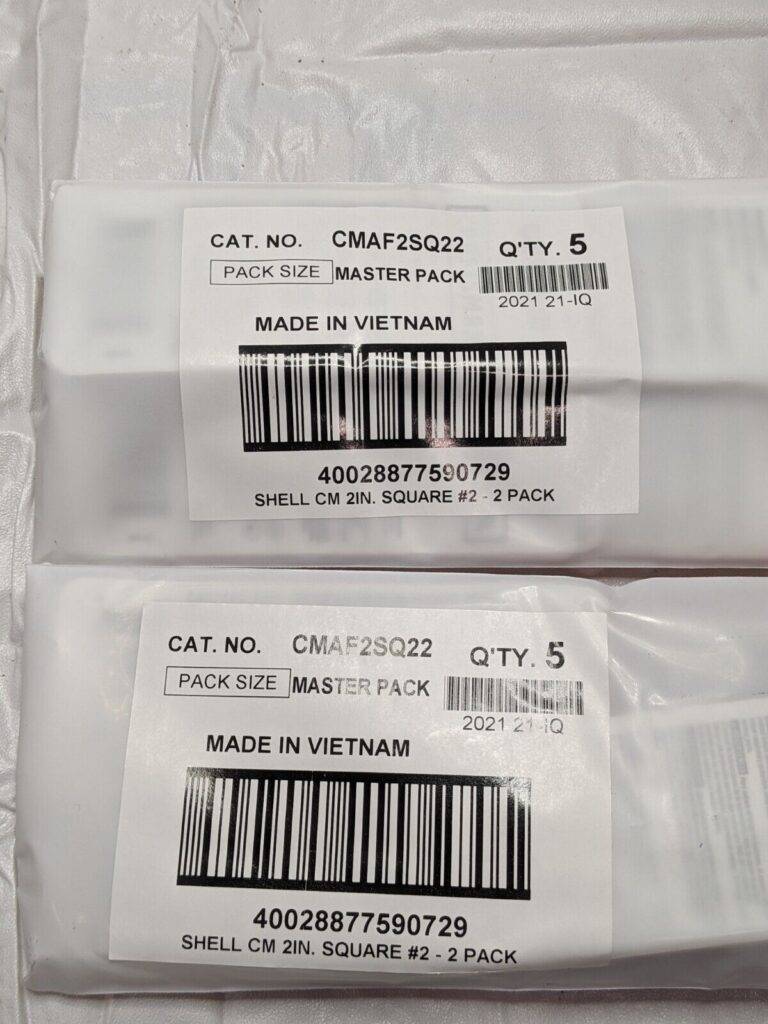 CAT. NO. CMAF2SQ22 Q'TY. 5
PACK SIZE MASTER PACK
2021 21-IQ
MADE IN VIETNAM
40028877590729
SHELL CM 2IN. SQUARE #2 - 2 PACK
CAT. NO. CMAF2SQ22 Q'TY. 5
PACK SIZE MASTER PACK
2021 21-IQ
MADE IN VIETNAM
40028877590729
SHELL CM 2IN. SQUARE #2 - 2 PACK